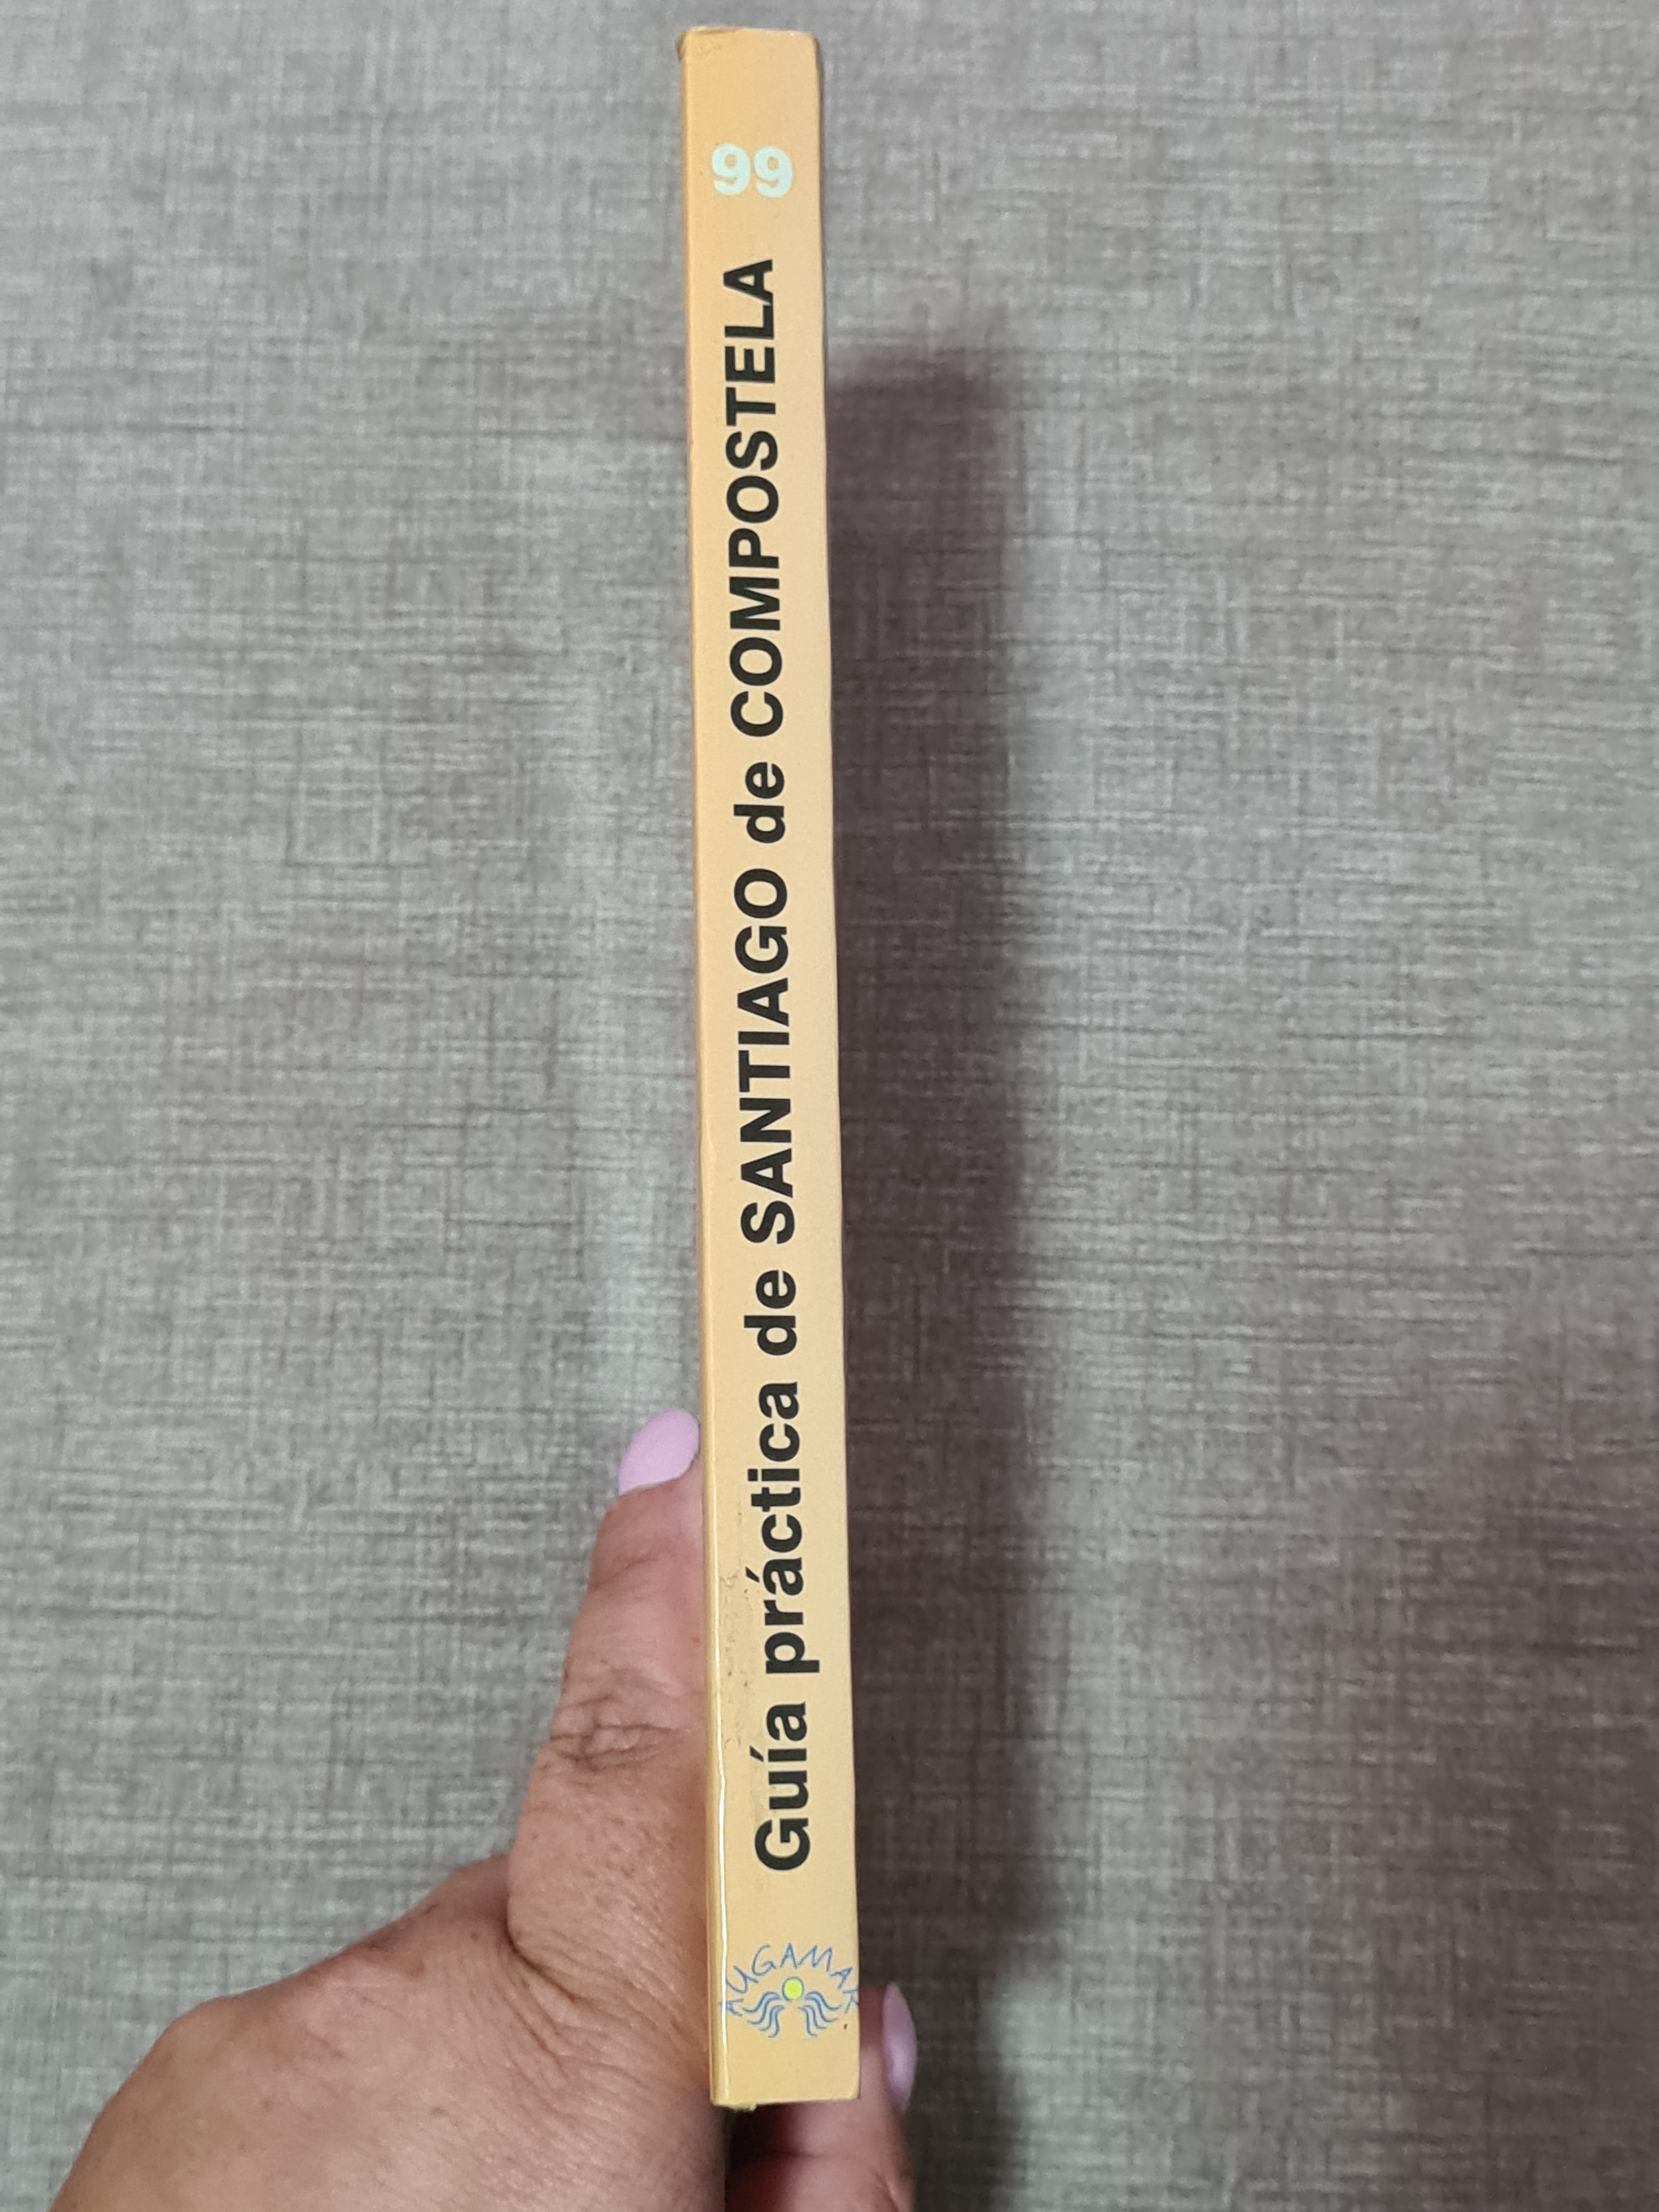 99
Guía práctica de SANTIAGO de COMPOSTELA
AUGAMAR